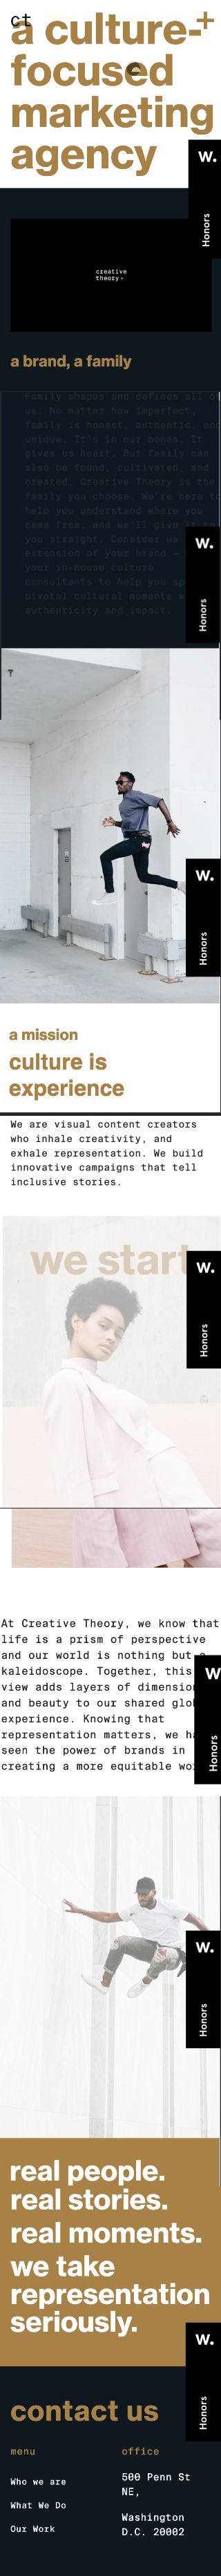 ct
a culture-
focused
marketing
agency
W.
Honors
creative
theory
a brand, a family
Family shapes and defines all of
us. No matter how imperfect,
family is honest, authentic, and
unique. It's in our bones. It
gives us heart. But family can
also be found, cultivated, and
created. Creative Theory is the
family you choose. We're here to
help you understand where you
come from, and we'll give it to
you straight. Consider us an
extension of your brand —
your in-house culture
consultants to help you
pivotal cultural moments
authenticity and impact.
W.
Honors
W.
Honors
a mission
culture is
experience
We are visual content creators
who inhale creativity, and
exhale representation. We build
innovative campaigns that tell
inclusive stories.
we start
W.
Honors
At Creative Theory, we know that
life is a prism of perspective
and our world is nothing but
kaleidoscope. Together, this
view adds layers of dimension
and beauty to our shared
experience. Knowing that
representation matters, we
seen the power of brands in
creating a more equitable
W
Honors
W.
Honors
real people.
real stories.
real moments.
we take
representation
seriously.
W.
Honors
contact us
menu
office
Who we are
What We Do
Our Work
500 Penn St
NE,
Washington
D.C. 20002